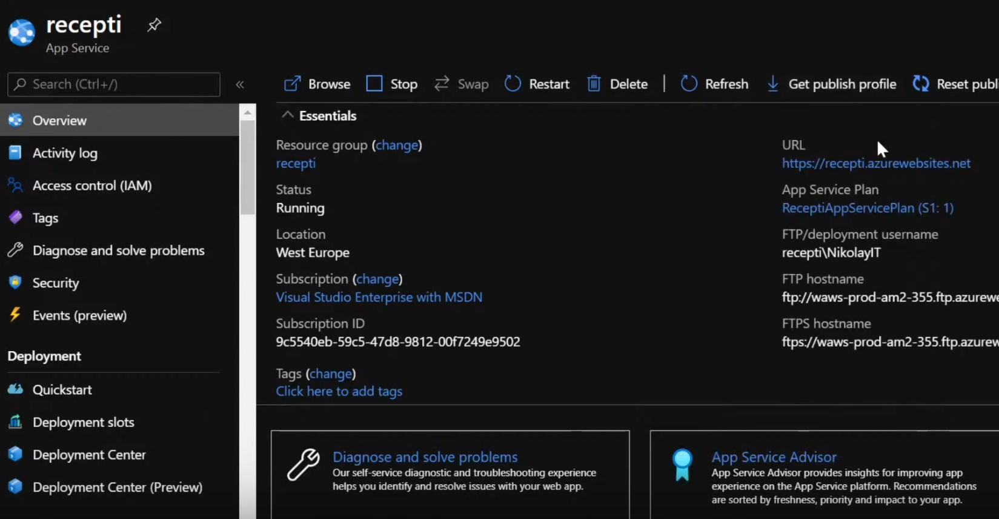 recepti
App Service
Search (Ctrl+/)
«
Browse
Stop
Swap
Restart
Delete
Refresh
Get publish profile
Reset publi
Overview
Activity log
Access control (IAM)
Tags
Diagnose and solve problems
Security
Events (preview)
Deployment
Quickstart
Deployment slots
Deployment Center
Deployment Center (Preview)
Essentials
Resource group (change)
recepti
Status
Running
Location
West Europe
Subscription (change)
Visual Studio Enterprise with MSDN
Subscription ID
9c5540eb-59c5-47d8-9812-00f7249e9502
Tags (change)
Click here to add tags
URL
https://recepti.azurewebsites.net
App Service Plan
ReceptiAppServicePlan (S1: 1)
FTP/deployment username
recepti\NikolayIT
FTP hostname
ftp://waws-prod-am2-355.ftp.azurewe
FTPS hostname
ftps://waws-prod-am2-355.ftp.azurew
Diagnose and solve problems
Our self-service diagnostic and troubleshooting experience
helps you identify and resolve issues with your web app.
App Service Advisor
App Service Advisor provides insights for improving app
experience on the App Service platform. Recommendations
are sorted by freshness, priority and impact to your app.